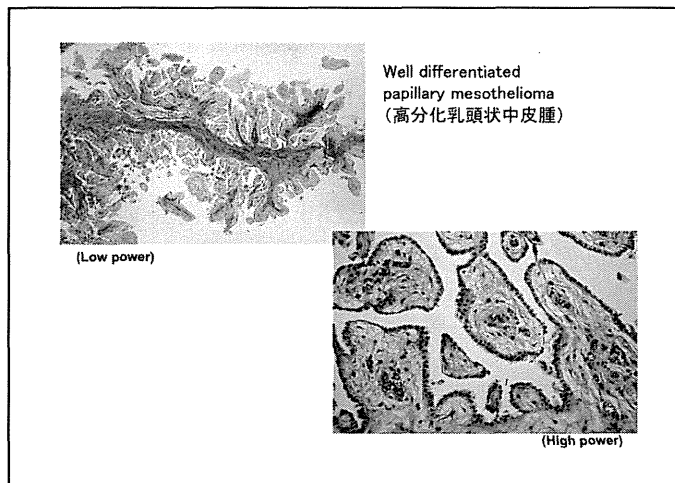 Well differentiated
papillary mesothelioma
（高分化乳頭状中皮腫）
(Low power)
(High power)